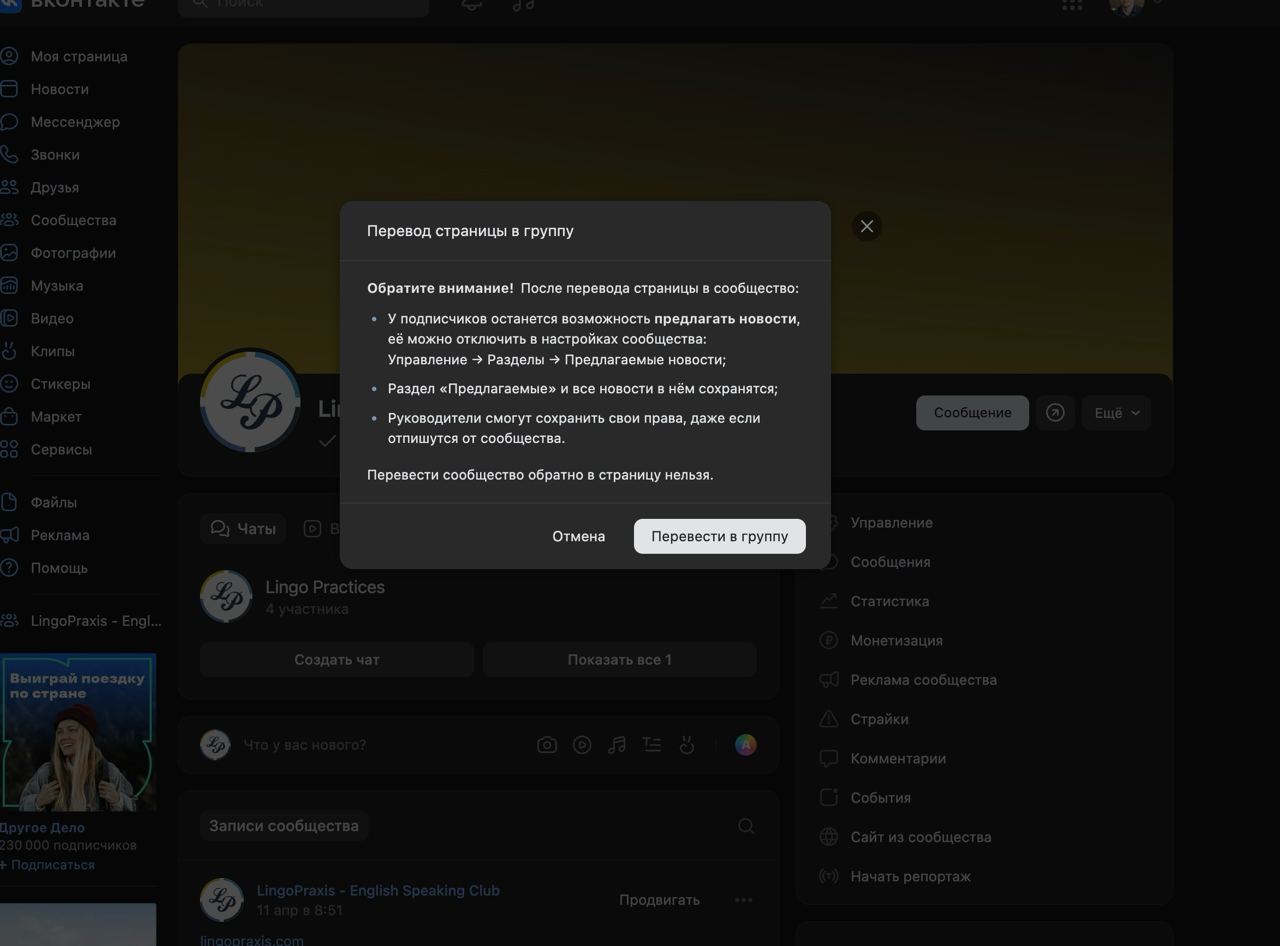 вконтакте
Поиск
Моя страница
Новости
Мессенджер
Звонки
Друзья
Сообщества
Фотографии
Музыка
Видео
Клипы
Стикеры
Маркет
Сервисы
Файлы
Реклама
Помощь
LingoPraxis - Engl...
Выиграй поездку
по стране
Другое Дело
230 000 подписчиков
+ Подписаться
LP
Li
Сообщение
Ещё
Перевод страницы в группу
Обратите внимание! После перевода страницы в сообщество:
• У подписчиков останется возможность предлагать новости,
её можно отключить в настройках сообщества:
Управление → Разделы → Предлагаемые новости;
• Раздел «Предлагаемые» и все новости в нём сохранятся;
• Руководители смогут сохранить свои права, даже если
отпишутся от сообщества.
Перевести сообщество обратно в страницу нельзя.
Отмена
Перевести в группу
Чаты
В
LP
Lingo Practices
4 участника
Создать чат
Показать все 1
LP
Что у вас нового?
A
Записи сообщества
LP
LingoPraxis - English Speaking Club
11 апр в 8:51
Продвигать
lingopraxis.com
Управление
Сообщения
Статистика
Монетизация
Реклама сообщества
Страйки
Комментарии
События
Сайт из сообщества
Начать репортаж